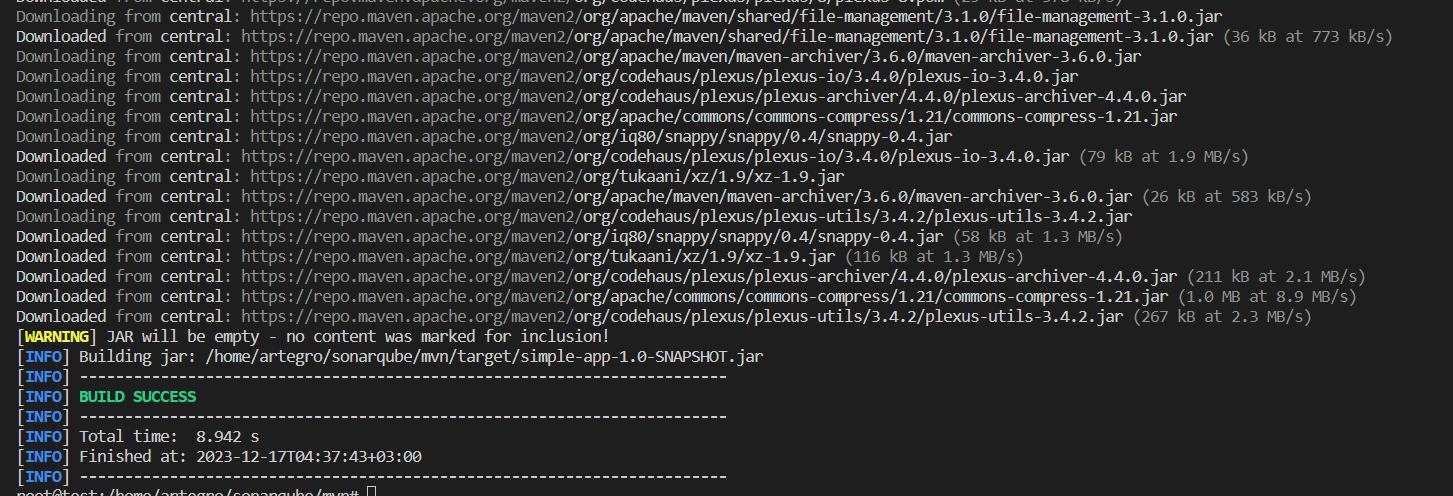 Downloading from central: https://repo.maven.apache.org/maven2/org/apache/maven/shared/file-management/3.1.0/file-management-3.1.0.jar
Downloaded from central: https://repo.maven.apache.org/maven2/org/apache/maven/shared/file-management/3.1.0/file-management-3.1.0.jar (36 kB at 773 kB/s)
Downloading from central: https://repo.maven.apache.org/maven2/org/apache/maven/maven-archiver/3.6.0/maven-archiver-3.6.0.jar
Downloading from central: https://repo.maven.apache.org/maven2/org/codehaus/plexus/plexus-io/3.4.0/plexus-io-3.4.0.jar
Downloading from central: https://repo.maven.apache.org/maven2/org/codehaus/plexus/plexus-archiver/4.4.0/plexus-archiver-4.4.0.jar
Downloading from central: https://repo.maven.apache.org/maven2/org/apache/commons/commons-compress/1.21/commons-compress-1.21.jar
Downloading from central: https://repo.maven.apache.org/maven2/org/iq80/snappy/snappy/0.4/snappy-0.4.jar
Downloaded from central: https://repo.maven.apache.org/maven2/org/codehaus/plexus/plexus-io/3.4.0/plexus-io-3.4.0.jar (79 kB at 1.9 MB/s)
Downloading from central: https://repo.maven.apache.org/maven2/org/tukaani/xz/1.9/xz-1.9.jar
Downloaded from central: https://repo.maven.apache.org/maven2/org/apache/maven/maven-archiver/3.6.0/maven-archiver-3.6.0.jar (26 kB at 583 kB/s)
Downloading from central: https://repo.maven.apache.org/maven2/org/codehaus/plexus/plexus-utils/3.4.2/plexus-utils-3.4.2.jar
Downloaded from central: https://repo.maven.apache.org/maven2/org/iq80/snappy/snappy/0.4/snappy-0.4.jar (58 kB at 1.3 MB/s)
Downloaded from central: https://repo.maven.apache.org/maven2/org/tukaani/xz/1.9/xz-1.9.jar (116 kB at 1.3 MB/s)
Downloaded from central: https://repo.maven.apache.org/maven2/org/codehaus/plexus/plexus-archiver/4.4.0/plexus-archiver-4.4.0.jar (211 kB at 2.1 MB/s)
Downloaded from central: https://repo.maven.apache.org/maven2/org/apache/commons/commons-compress/1.21/commons-compress-1.21.jar (1.0 MB at 8.9 MB/s)
Downloaded from central: https://repo.maven.apache.org/maven2/org/codehaus/plexus/plexus-utils/3.4.2/plexus-utils-3.4.2.jar (267 kB at 2.3 MB/s)
[WARNING] JAR will be empty - no content was marked for inclusion!
[INFO] Building jar: /home/artegro/sonarqube/mvn/target/simple-app-1.0-SNAPSHOT.jar
[INFO] ------------------------------------------------------------------------
[INFO] BUILD SUCCESS
[INFO] ------------------------------------------------------------------------
[INFO] Total time:  8.942 s
[INFO] Finished at: 2023-12-17T04:37:43+03:00
[INFO] ------------------------------------------------------------------------
root@test:/home/artegro/sonarqube/mvn#